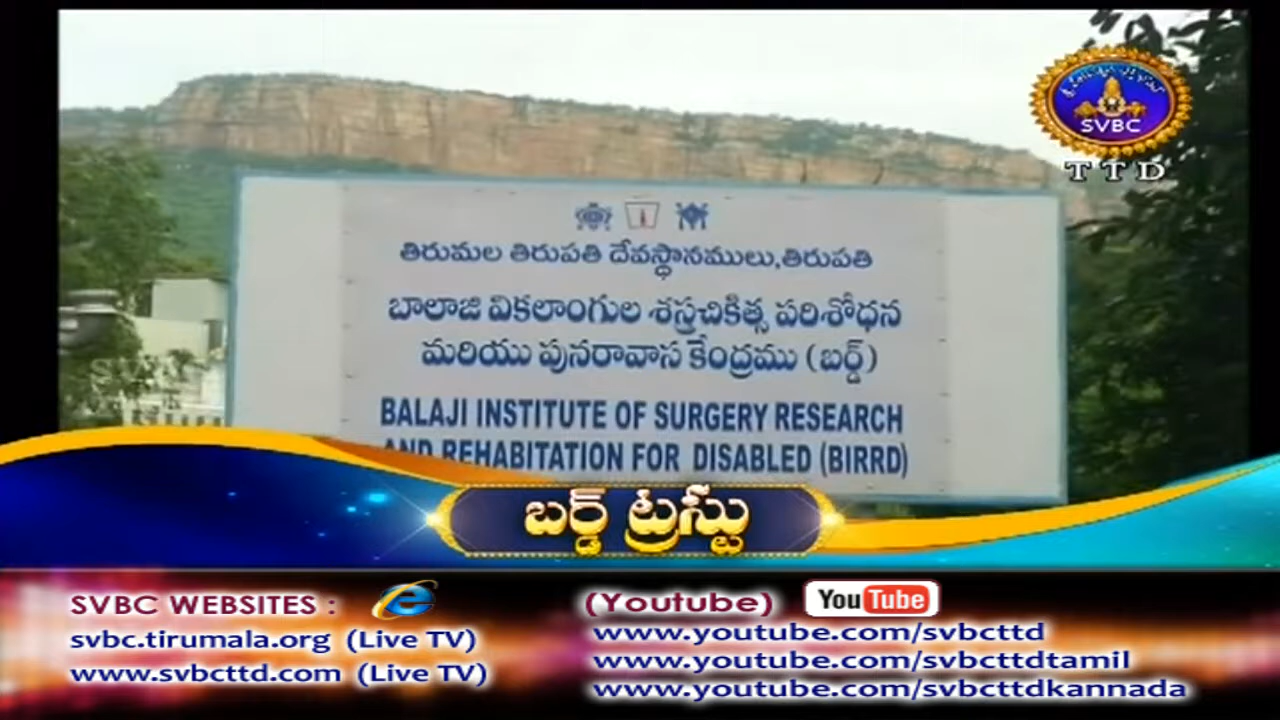 SVBC
TTD
తిరుమల తిరుపతి దేవస్థానములు,తిరుపతి
బాలాజి వికలాంగుల శస్త్రచికిత్స పరిశోధన
మరియు పునరావాస కేంద్రము (బర్డ్)
BALAJI INSTITUTE OF SURGERY RESEARCH
AND REHABITATION FOR DISABLED (BIRRD)
బర్డ్ ట్రస్టు
SVBC WEBSITES :
svbc.tirumala.org (Live TV)
www.svbcttd.com (Live TV)
(Youtube) YouTube
www.youtube.com/svbcttd
www.youtube.com/svbcttdtamil
www.youtube.com/svbcttdkannada